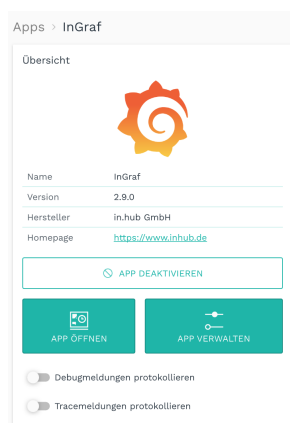 Apps > InGraf
Übersicht
Name InGraf
Version 2.9.0
Hersteller in.hub GmbH
Homepage https://www.inhub.de
APP DEAKTIVIEREN
APP ÖFFNEN APP VERWALTEN
Debugmeldungen protokollieren
Tracemeldungen protokollieren